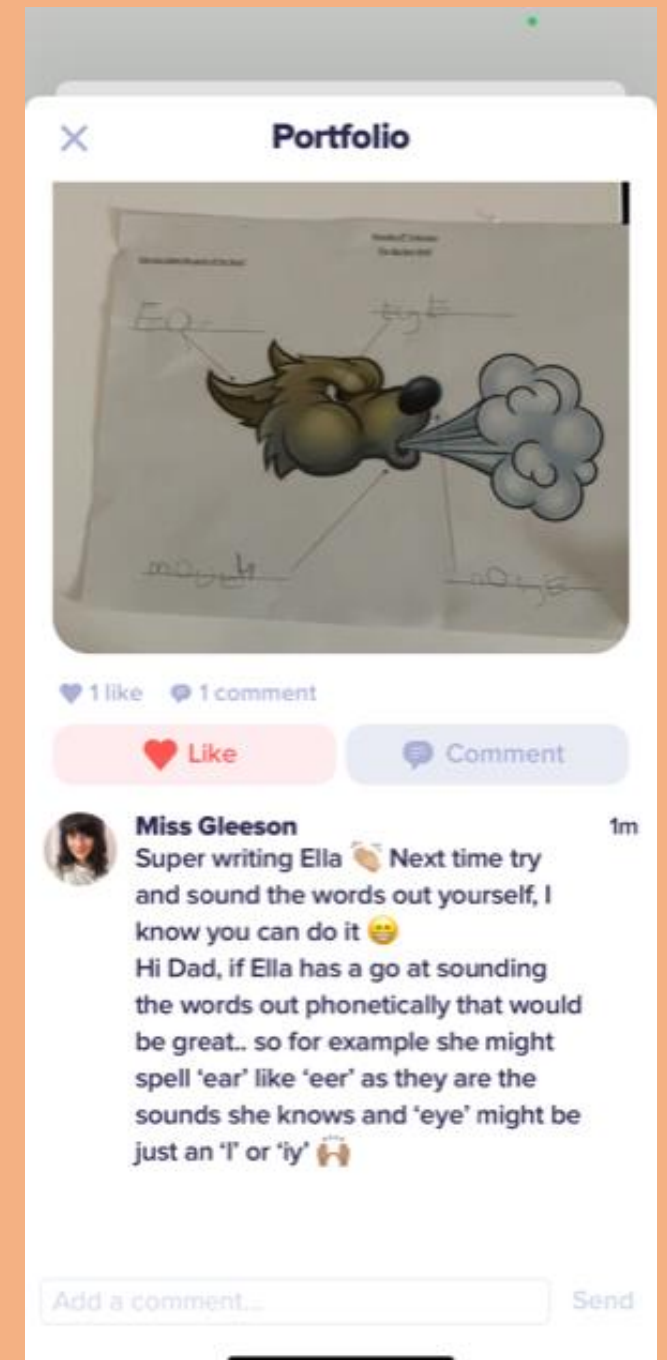 Portfolio
mouth
1 like 1 comment
Like Comment
Miss Gleeson 1m
Super writing Ella 👏🏼 Next time try
and sound the words out yourself, I
know you can do it 😁
Hi Dad, if Ella has a go at sounding
the words out phonetically that would
be great.. so for example she might
spell ‘ear’ like ‘eer’ as they are the
sounds she knows and ‘eye’ might be
just an ‘I’ or ‘iy’ 🙌🏼
Add a comment... Send